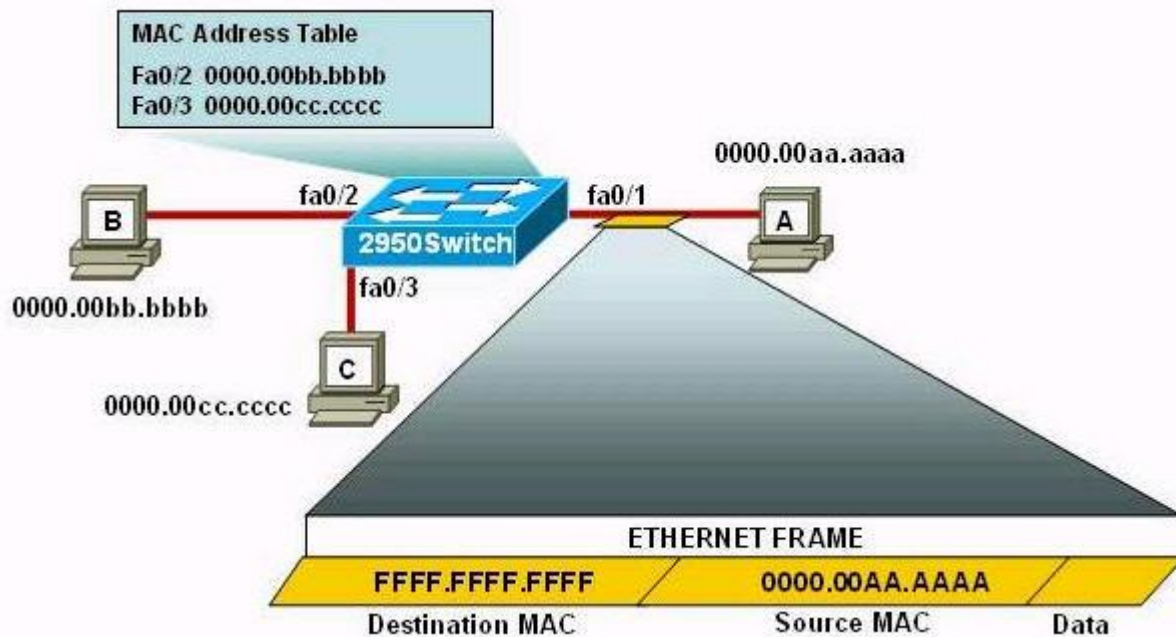 MAC Address Table
Fa0/2 0000.00bb.bbbb
Fa0/3 0000.00cc.cccc
0000.00aa.aaaa
fa0/2
fa0/1
B
A
2950Switch
fa0/3
0000.00bb.bbbb
C
0000.00cc.cccc
ETHERNET FRAME
FFFF.FFFF.FFFF 0000.00AA.AAAA
Destination MAC Source MAC Data